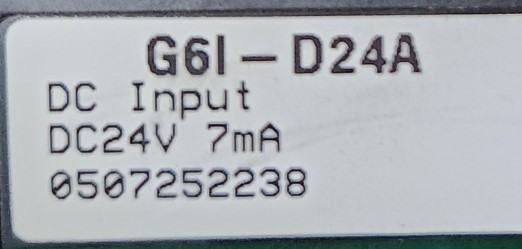 G6I-D24A
DC Input
DC24V 7mA
0507252238